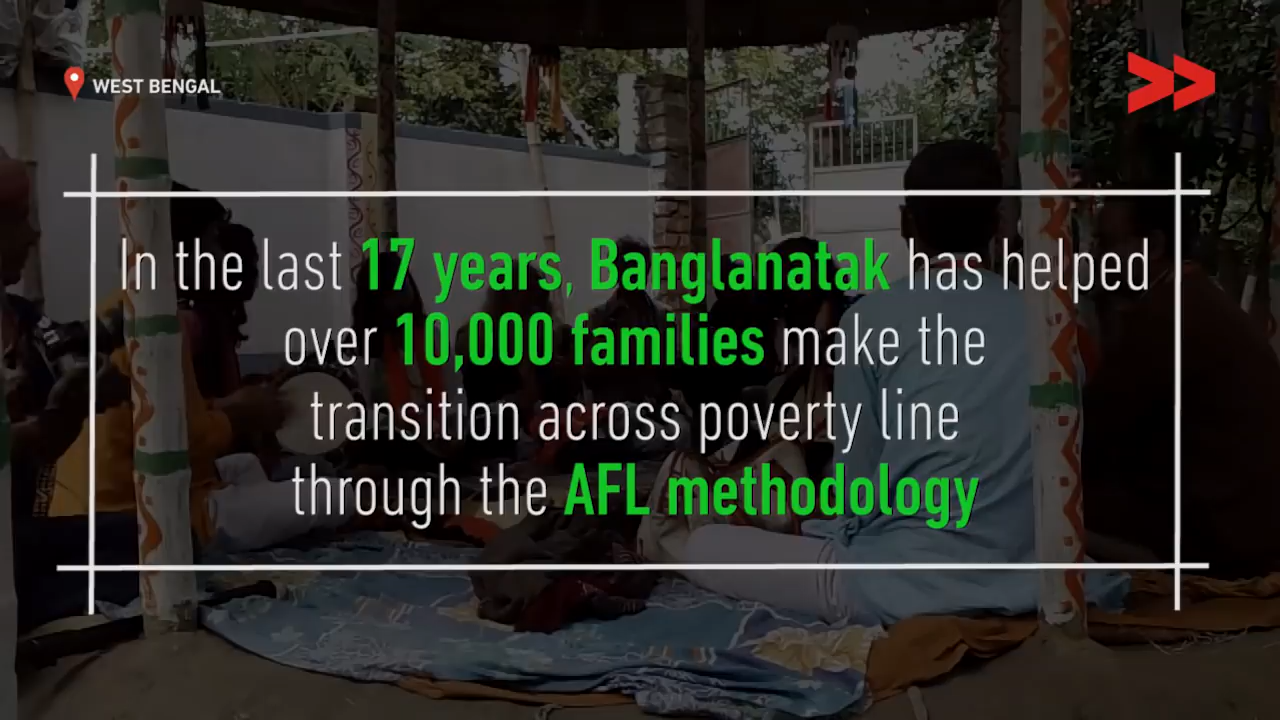 WEST BENGAL
In the last 17 years, Banglanatak has helped
over 10,000 families make the
transition across poverty line
through the AFL methodology